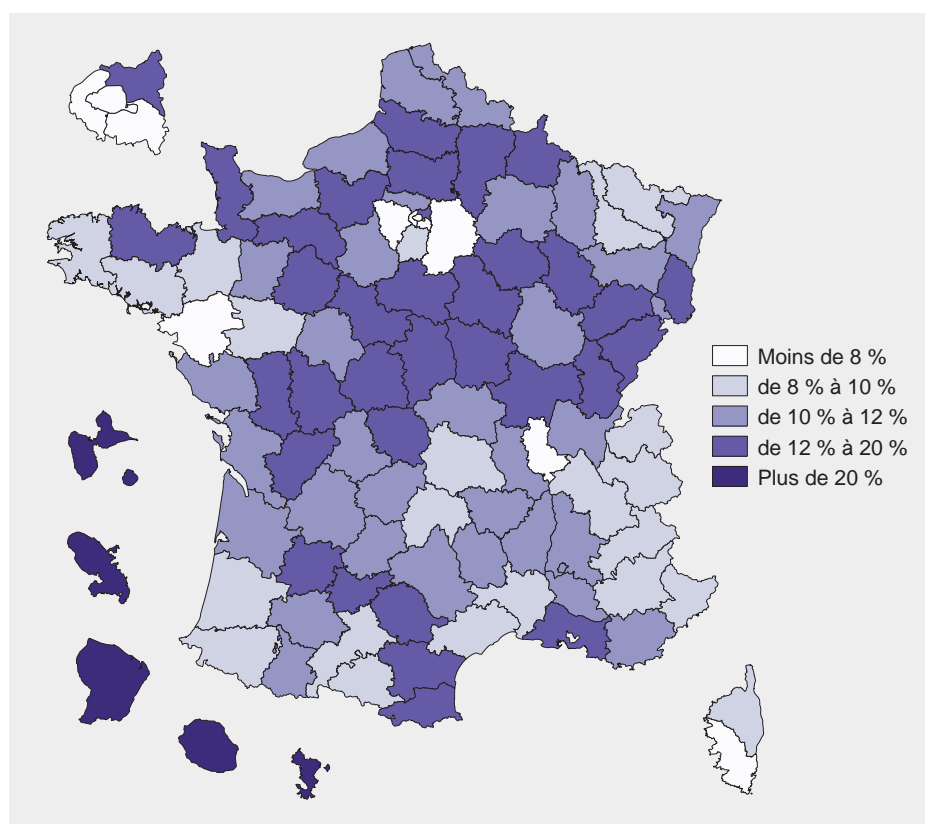 Moins de 8 %
de 8 % à 10 %
de 10 % à 12 %
de 12 % à 20 %
Plus de 20 %